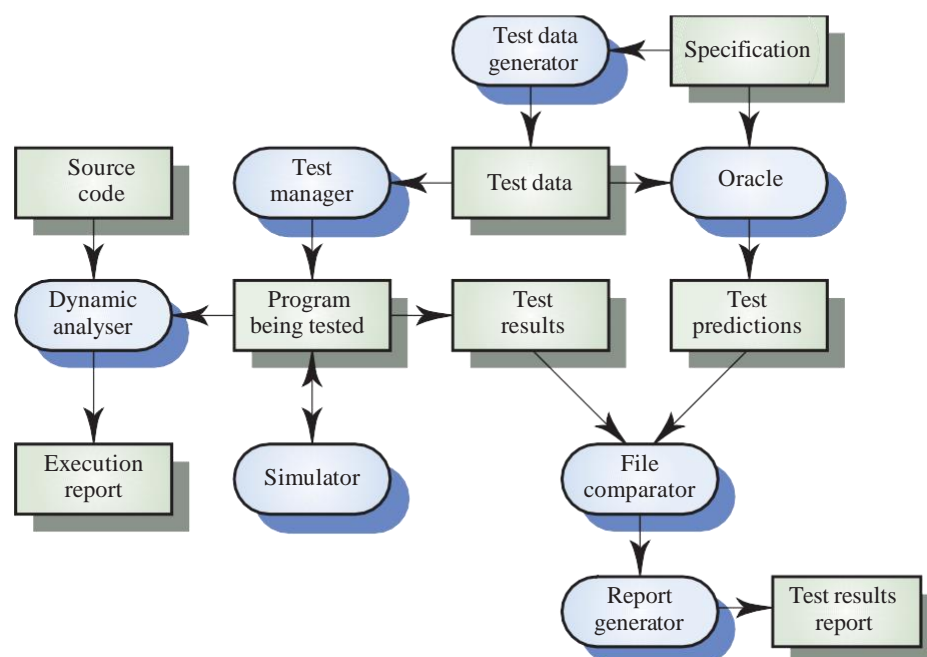 Test data
generator
Specification
Source
code
Test
manager
Test data
Oracle
Dynamic
analyser
Program
being tested
Test
results
Test
predictions
Execution
report
Simulator
File
comparator
Report
generator
Test results
report